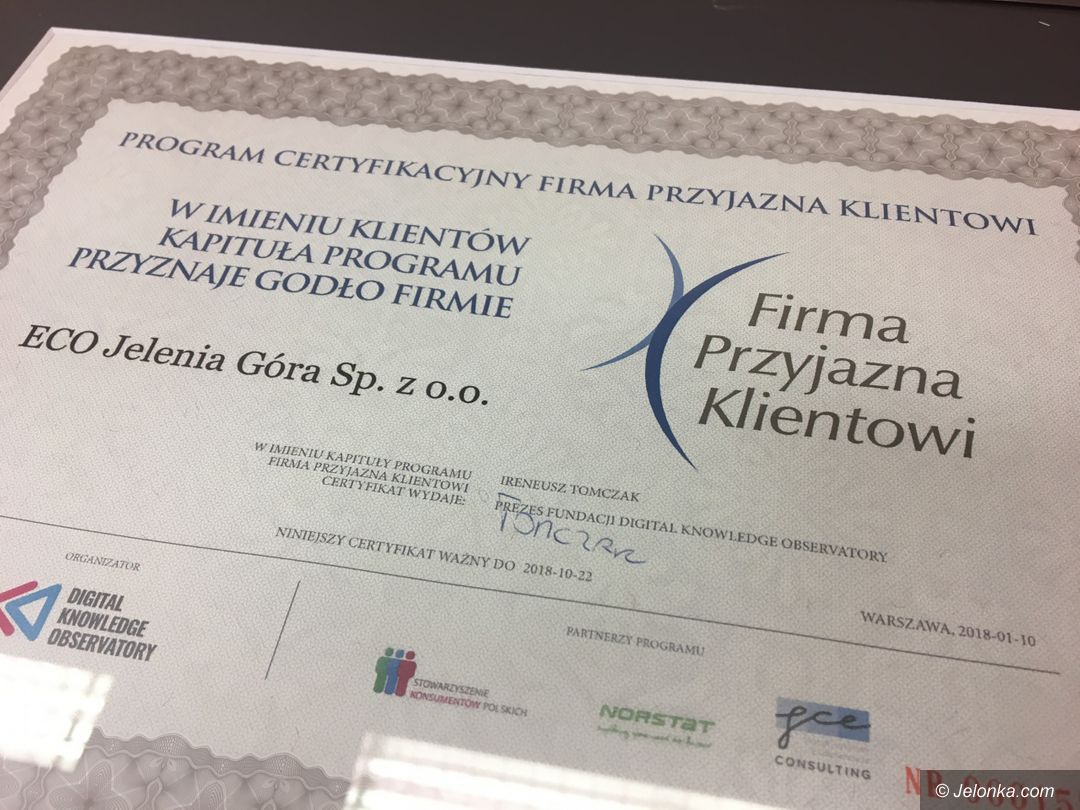 PROGRAM CERTYFIKACYJNY FIRMA PRZYJAZNA KLIENTOWI
W IMIENIU KLIENTÓW
KAPITUŁA PROGRAMU
PRZYZNAJE GODŁO FIRMIE
ECO Jelenia Góra Sp. z o.o.
Firma
Przyjazna
Klientowi
W IMIENIU KAPITUŁY PROGRAMU
FIRMA PRZYJAZNA KLIENTOWI
CERTYFIKAT WYDAJE:
IRENEUSZ TOMCZAK
PREZES FUNDACJI DIGITAL KNOWLEDGE OBSERVATORY
NINIEJSZY CERTYFIKAT WAŻNY DO 2018-10-22
WARSZAWA, 2018-01-10
ORGANIZATOR
DIGITAL
KNOWLEDGE
OBSERVATORY
PARTNERZY PROGRAMU
STOWARZYSZENIE
KONSUMENTÓW POLSKICH
NORSTAT
gce
CONSULTING
© Jelonka.com